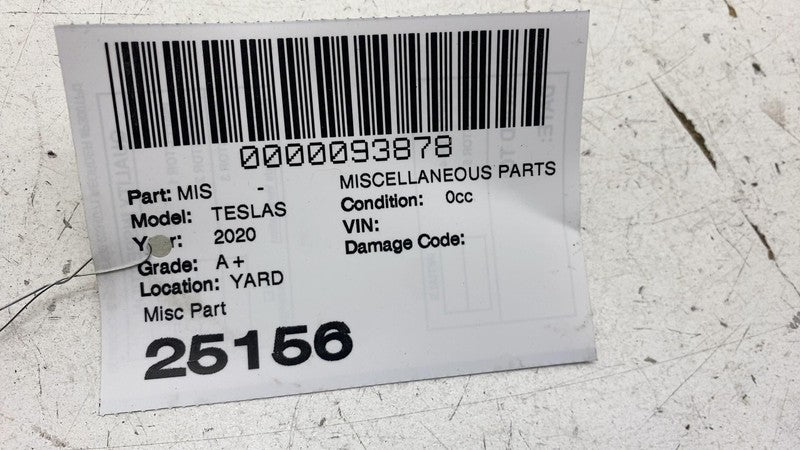 0000093878
Part: MIS - MISCELLANEOUS PARTS
Model: TESLAS Condition: 0cc
Year: 2020 VIN:
Grade: A+ Damage Code:
Location: YARD
Misc Part
25156